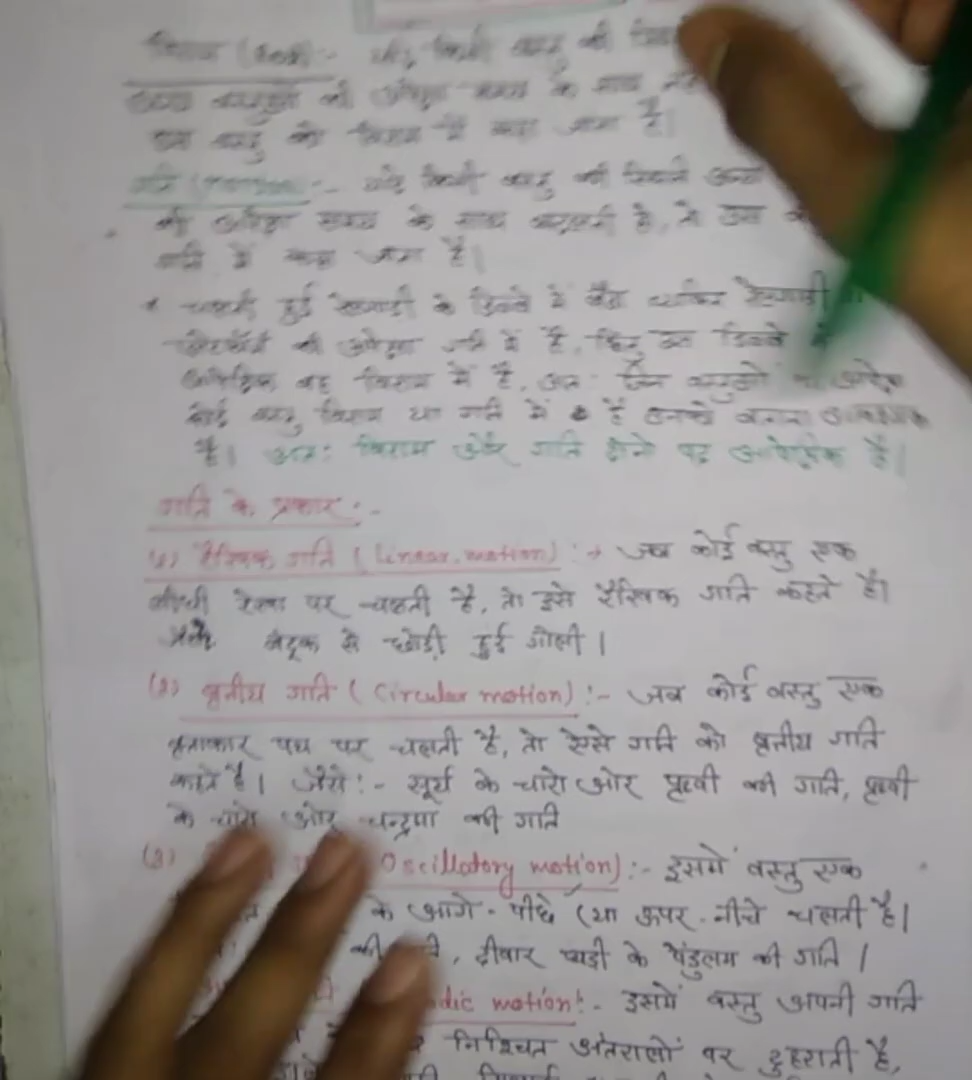 विराम (Rest) :- यदि किसी वस्तु की
अन्य वस्तुओं की अपेक्षा समय के साथ
उस वस्तु को विराम में कहा जाता है।
गति (motion) :- यदि किसी वस्तु की स्थिति अन्य
की अपेक्षा समय के साथ बदलती है, तो उस
गति में कहा जाता है।
* चलती हुई रेलगाड़ी के डिब्बे में बैठा व्यक्ति रेलगाड़ी
की अपेक्षा गति में है, किंतु उस डिब्बे
वह विराम में है, अतः जिन वस्तुओं
कोई वस्तु विराम या गति में है उनको बताना आवश्यक
है। अतः विराम और गति दोनो पद आपेक्षिक है।
गति के प्रकार :-
(1) रैखिक गति ( Linear motion) :→ जब कोई वस्तु एक
सीधी रेखा पर चलती है, तो इसे रैखिक गति कहते है।
जैसे बंदूक से छोड़ी हुई गोली।
(2) वृतीय गति ( Circular motion) :- जब कोई वस्तु एक
वृताकार पथ पर चलती है, तो ऐसे गति को वृतीय गति
कहते है। जैसे:- सूर्य के चारो ओर पृथ्वी की गति, पृथ्वी
के चारो ओर चन्द्रमा की गति
(3) Oscillatory motion) :- इसमें वस्तु एक
के आगे - पीछे (या ऊपर - नीचे चलती है।
की, दीवार घड़ी के पेंडुलम की गति।
dic motion :- इसमें वस्तु अपनी गति
निश्चित अंतरालों पर दुहराती है,